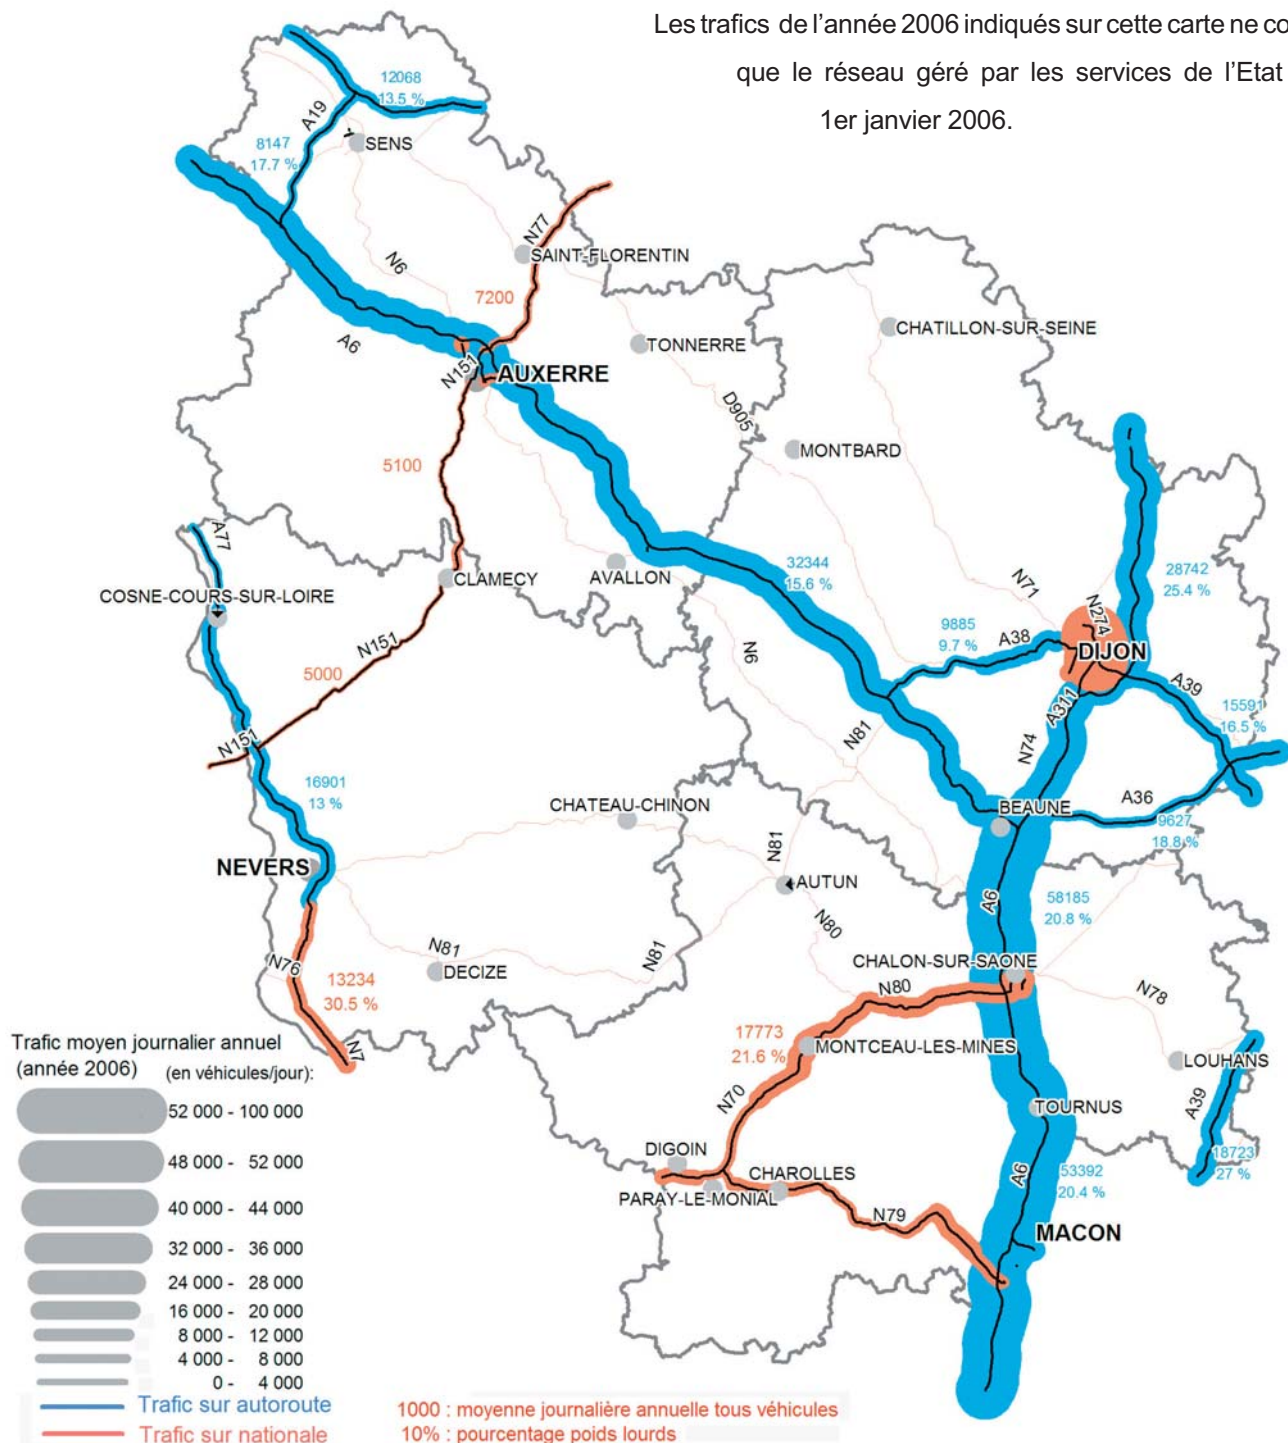 Les trafics de l'année 2006 indiqués sur cette carte ne co
que le réseau géré par les services de l'Etat
1er janvier 2006.
12068
13.5 %
A19
8147
17.7 %
SENS
N77
SAINT-FLORENTIN
N6
7200
CHATILLON-SUR-SEINE
TONNERRE
A6
N151
AUXERRE
D905
MONTBARD
5100
A77
CLAMECY
AVALLON
32344
15.6 %
N71
28742
25.4 %
COSNE-COURS-SUR-LOIRE
N274
9885
9.7 %
A38
DIJON
N151
N6
5000
A39
A311
15591
16.5 %
N151
N81
N74
16901
13 %
CHATEAU-CHINON
BEAUNE
A36
9627
18.8 %
N81
NEVERS
AUTUN
A6
58185
20.8 %
N80
N81
N81
DECIZE
CHALON-SUR-SAONE
N76
13234
30.5 %
N80
N78
17773
21.6 %
MONTCEAU-LES-MINES
N7
LOUHANS
Trafic moyen journalier annuel
(année 2006) (en véhicules/jour):
N70
TOURNUS
A39
52 000 - 100 000
48 000 - 52 000
40 000 - 44 000
32 000 - 36 000
24 000 - 28 000
16 000 - 20 000
8 000 - 12 000
4 000 - 8 000
0 - 4 000
DIGOIN
CHAROLLES
PARAY-LE-MONIAL
A6
53392
20.4 %
18723
27 %
N79
MACON
Trafic sur autoroute
Trafic sur nationale
1000 : moyenne journalière annuelle tous véhicules
10% : pourcentage poids lourds